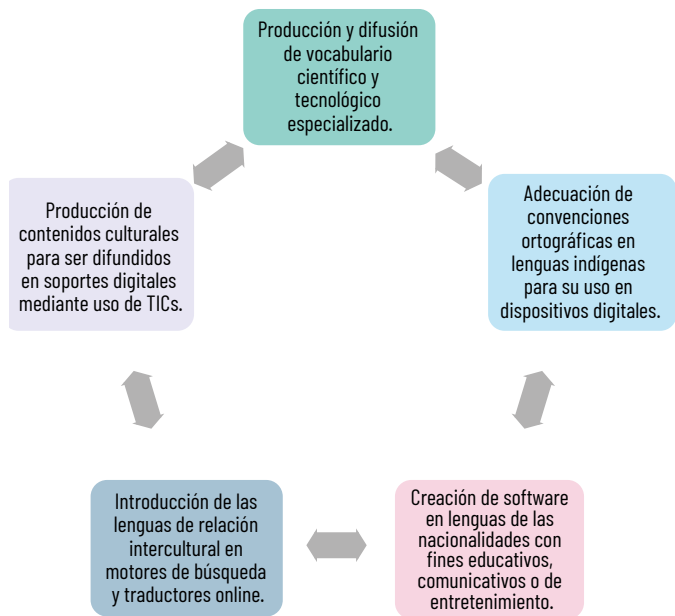 Producción y difusión
de vocabulario
científico y
tecnológico
especializado.
Adecuación de
convenciones
ortográficas en
lenguas indígenas
para su uso en
dispositivos digitales.
Creación de software
en lenguas de las
nacionalidades con
fines educativos,
comunicativos o de
entretenimiento.
Introducción de las
lenguas de relación
intercultural en
motores de búsqueda
y traductores online.
Producción de
contenidos culturales
para ser difundidos
en soportes digitales
mediante uso de TICs.